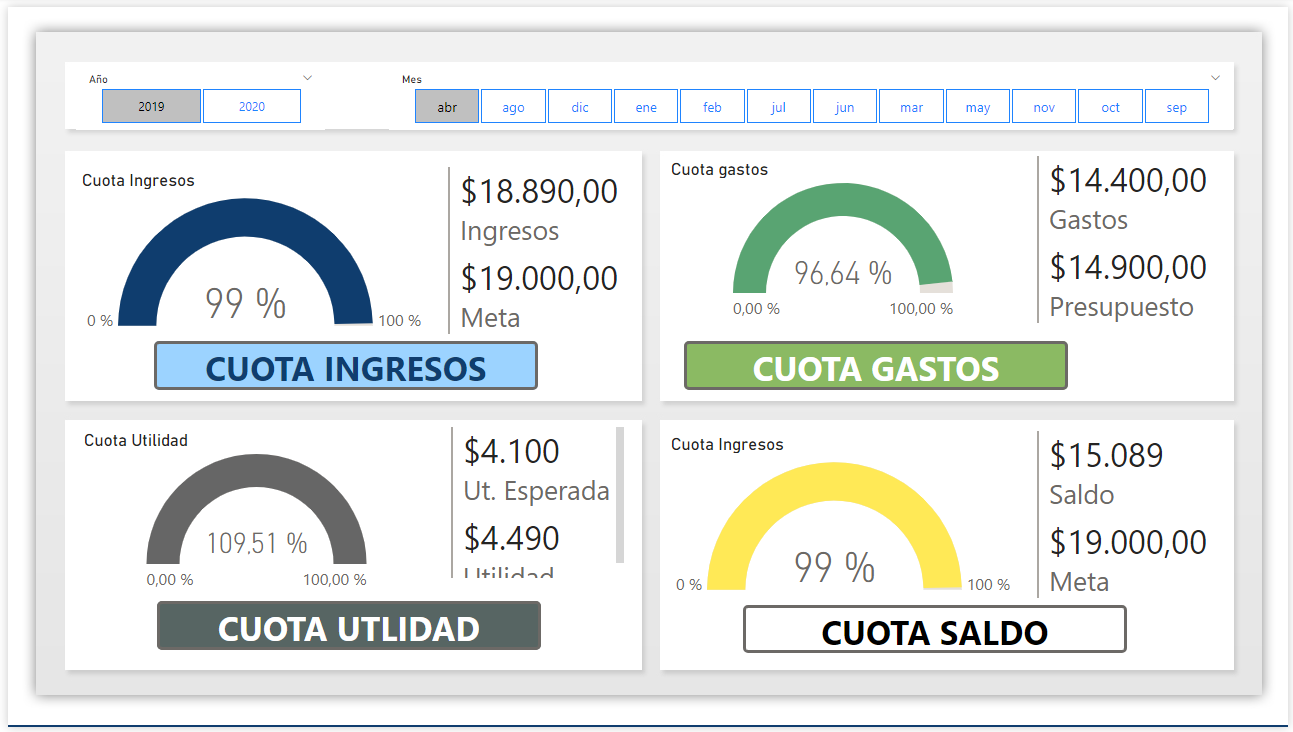 Año
2019
2020
Mes
abr
ago
dic
ene
feb
jul
jun
mar
may
nov
oct
sep
Cuota Ingresos
99 %
0 %
100 %
$18.890,00
Ingresos
$19.000,00
Meta
CUOTA INGRESOS
Cuota gastos
96,64 %
0,00 %
100,00 %
$14.400,00
Gastos
$14.900,00
Presupuesto
CUOTA GASTOS
Cuota Utilidad
109,51 %
0,00 %
100,00 %
$4.100
Ut. Esperada
$4.490
Utilidad
CUOTA UTLIDAD
Cuota Ingresos
99 %
0 %
100 %
$15.089
Saldo
$19.000,00
Meta
CUOTA SALDO